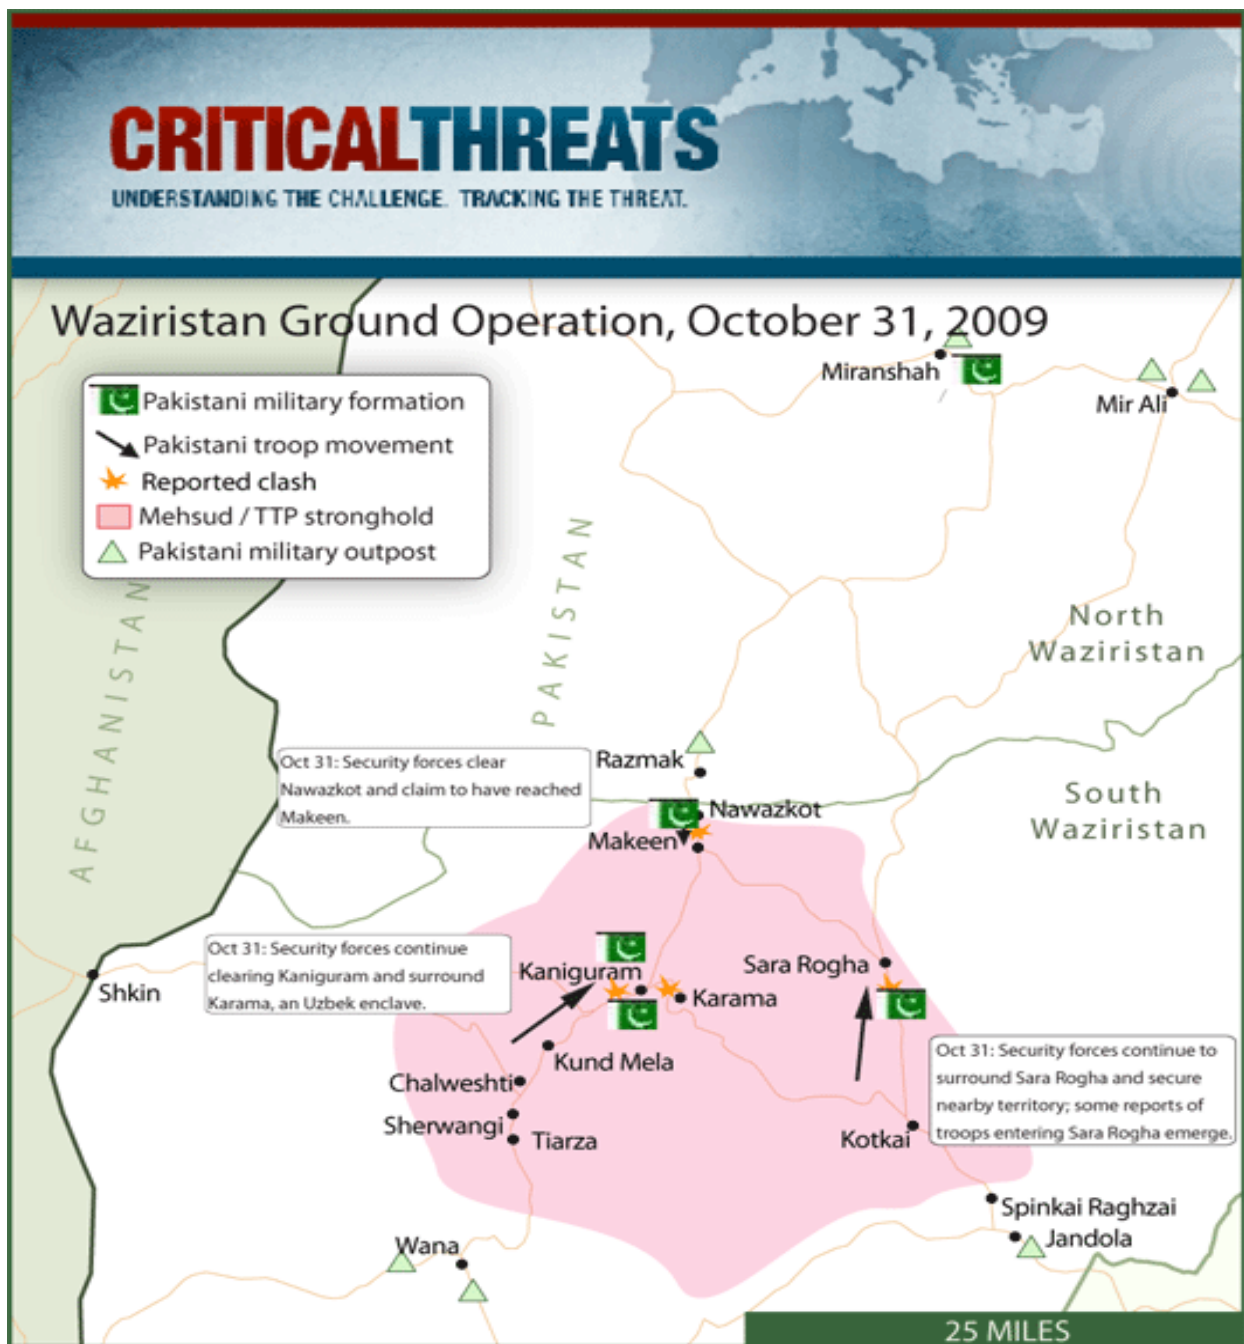 CRITICALTHREATS
UNDERSTANDING THE CHALLENGE. TRACKING THE THREAT.
Waziristan Ground Operation, October 31, 2009
Pakistani military formation
Pakistani troop movement
Reported clash
Mehsud / TTP stronghold
Pakistani military outpost
Miranshah
Mir Ali
AFGHANISTAN
PAKISTAN
North
Waziristan
South
Waziristan
Razmak
Oct 31: Security forces clear
Nawazkot and claim to have reached
Makeen.
Nawazkot
Makeen
Oct 31: Security forces continue
clearing Kaniguram and surround
Karama, an Uzbek enclave.
Shkin
Kaniguram
Karama
Sara Rogha
Kund Mela
Chalweshti
Sherwangi
Tiarza
Oct 31: Security forces continue to
surround Sara Rogha and secure
nearby territory; some reports of
troops entering Sara Rogha emerge.
Kotkai
Spinkai Raghzai
Jandola
Wana
25 MILES